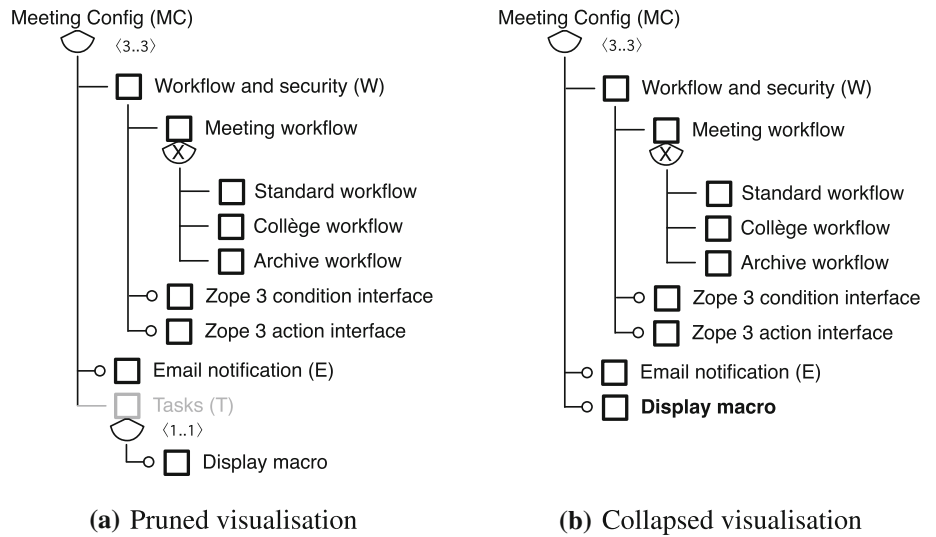 Meeting Config (MC)
⟨3..3⟩
Workflow and security (W)
Meeting workflow
X
Standard workflow
Collège workflow
Archive workflow
Zope 3 condition interface
Zope 3 action interface
Email notification (E)
Tasks (T)
⟨1..1⟩
Display macro
(a) Pruned visualisation
Meeting Config (MC)
⟨3..3⟩
Workflow and security (W)
Meeting workflow
X
Standard workflow
Collège workflow
Archive workflow
Zope 3 condition interface
Zope 3 action interface
Email notification (E)
Display macro
(b) Collapsed visualisation